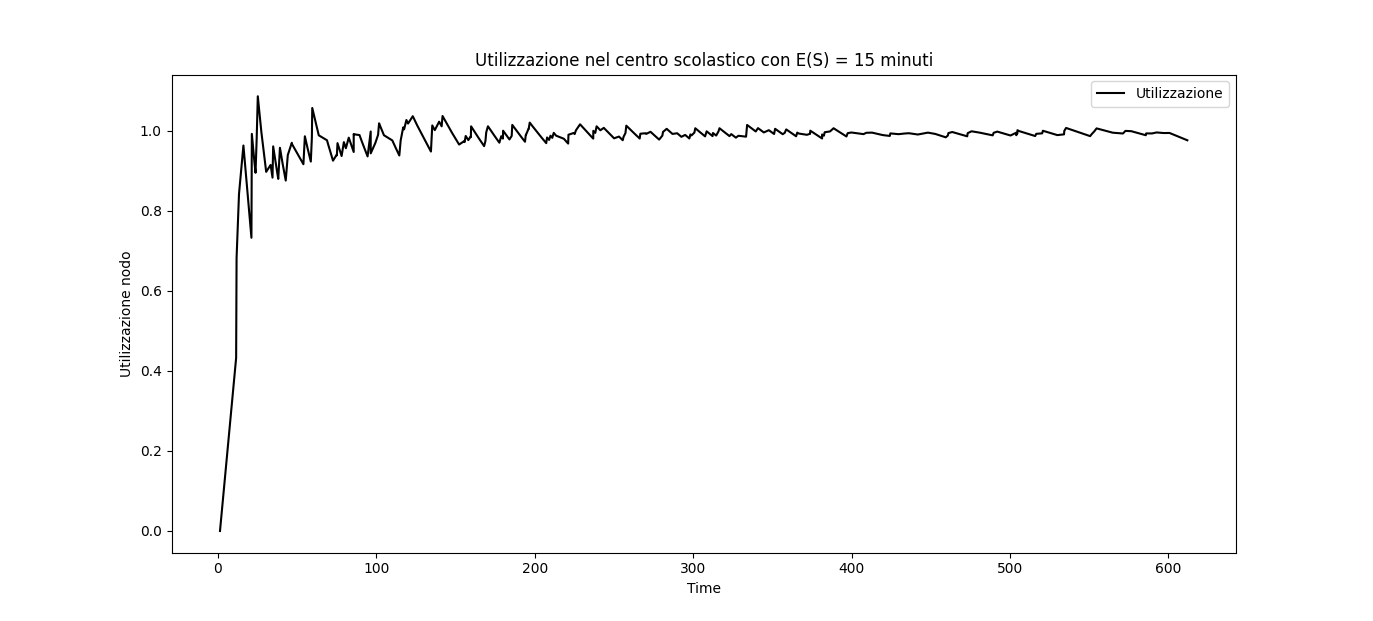 Utilizzazione nel centro scolastico con E(S) = 15 minuti
Utilizzazione
Utilizzazione nodo
1.0
0.8
0.6
0.4
0.2
0.0
0 100 200 300 400 500 600
Time